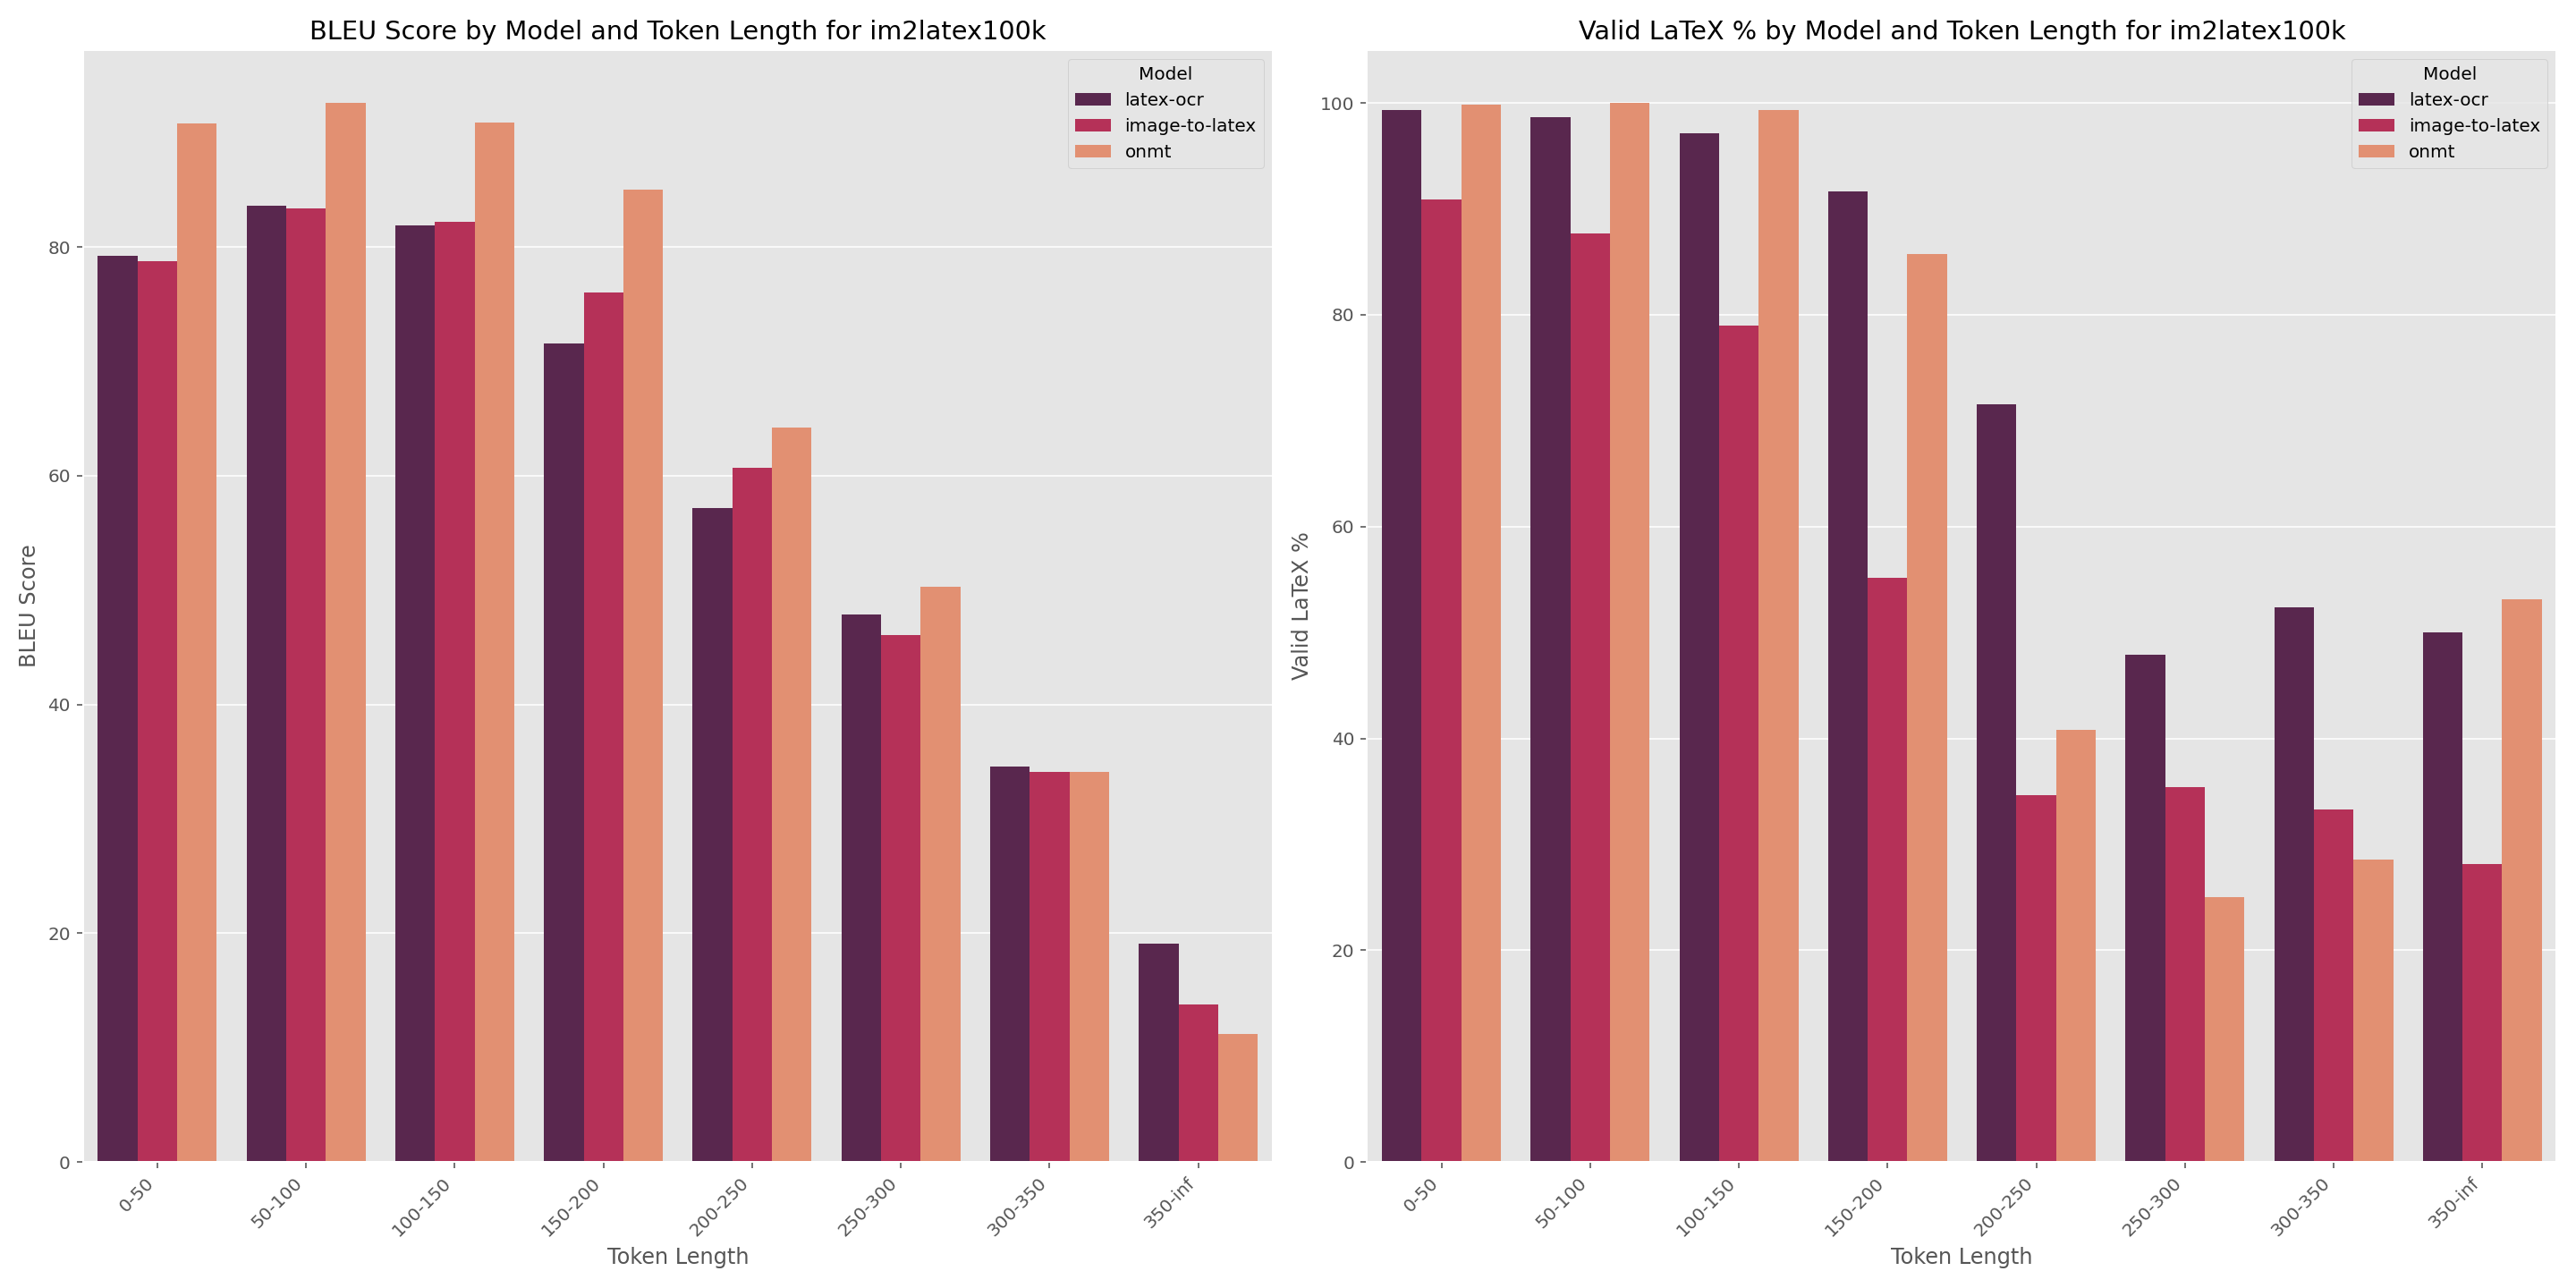 BLEU Score by Model and Token Length for im2latex100k
Model
latex-ocr
image-to-latex
onmt
BLEU Score
80
60
40
20
0
0-50
50-100
100-150
150-200
200-250
250-300
300-350
350-inf
Token Length
Valid LaTeX % by Model and Token Length for im2latex100k
Model
latex-ocr
image-to-latex
onmt
Valid LaTeX %
100
80
60
40
20
0
0-50
50-100
100-150
150-200
200-250
250-300
300-350
350-inf
Token Length